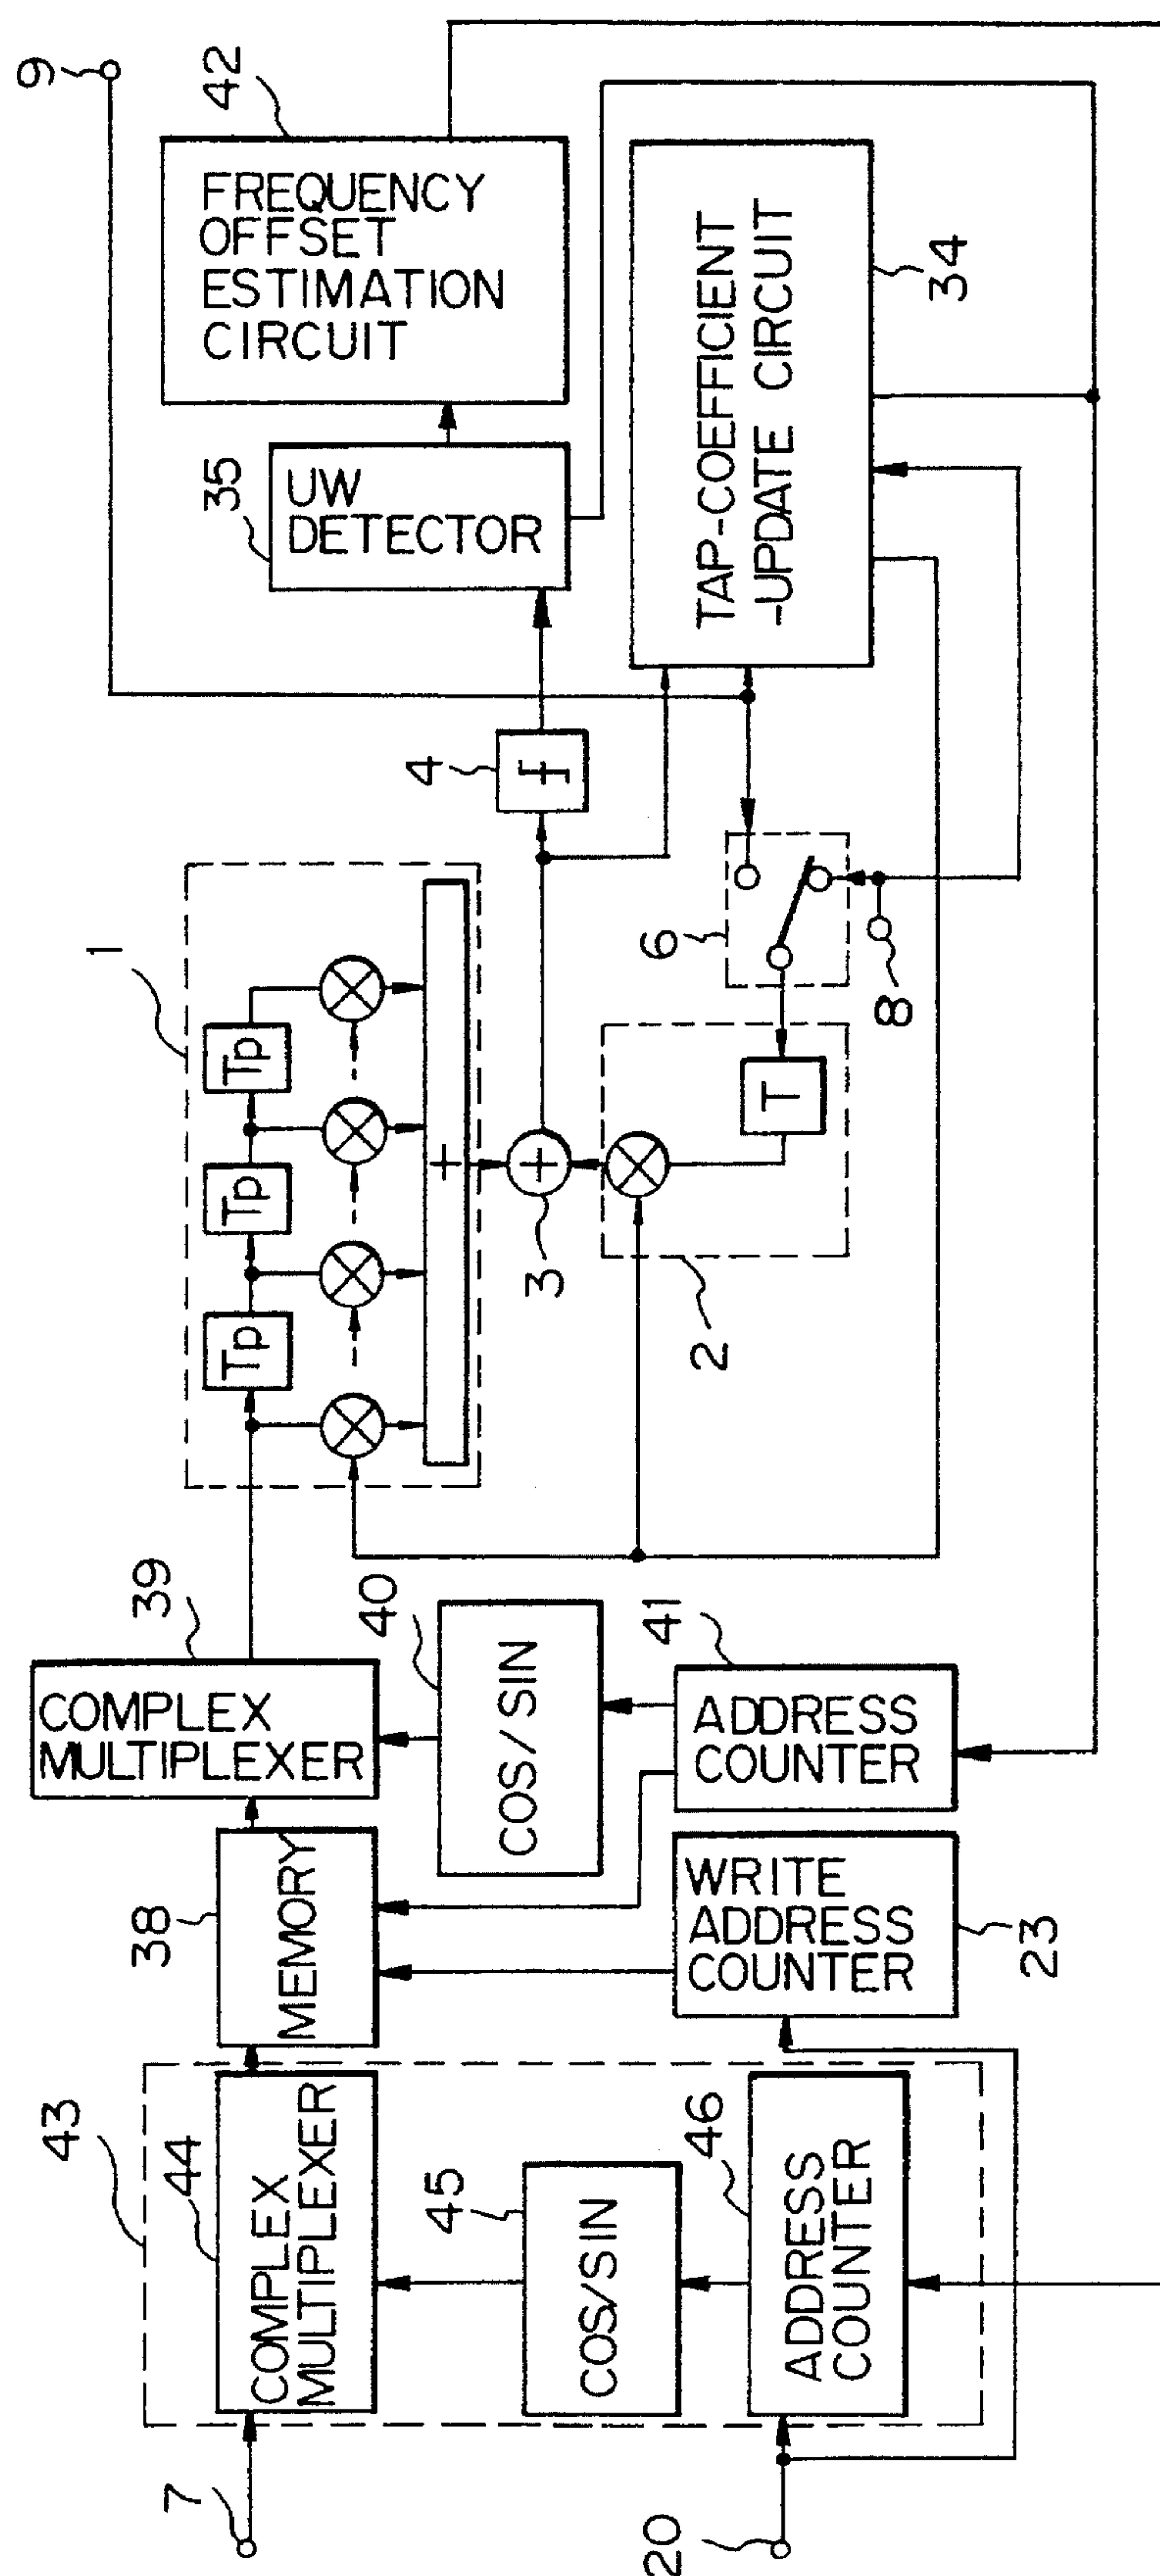 7
43
44
COMPLEX
MULTIPLEXER
45
COS/SIN
46
ADDRESS
COUNTER
20
38
MEMORY
WRITE
ADDRESS
COUNTER
23
39
COMPLEX
MULTIPLEXER
40
COS/SIN
41
ADDRESS
COUNTER
1
Tp
Tp
Tp
+
+
3
2
T
6
8
4
35
UW
DETECTOR
9
42
FREQUENCY
OFFSET
ESTIMATION
CIRCUIT
TAP-COEFFICIENT
-UPDATE CIRCUIT
34